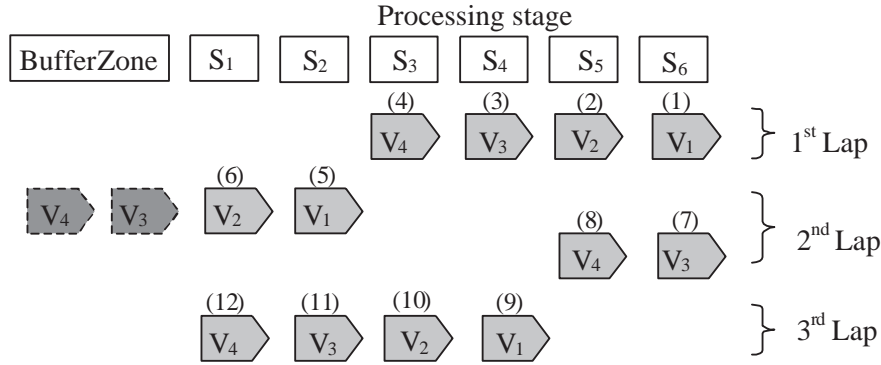 Processing stage
BufferZone S1 S2 S3 S4 S5 S6
(4) (3) (2) (1)
V4 V3 V2 V1 1st Lap
(6) (5)
V4 V3 V2 V1
(8) (7)
V4 V3 2nd Lap
(12) (11) (10) (9)
V4 V3 V2 V1 3rd Lap